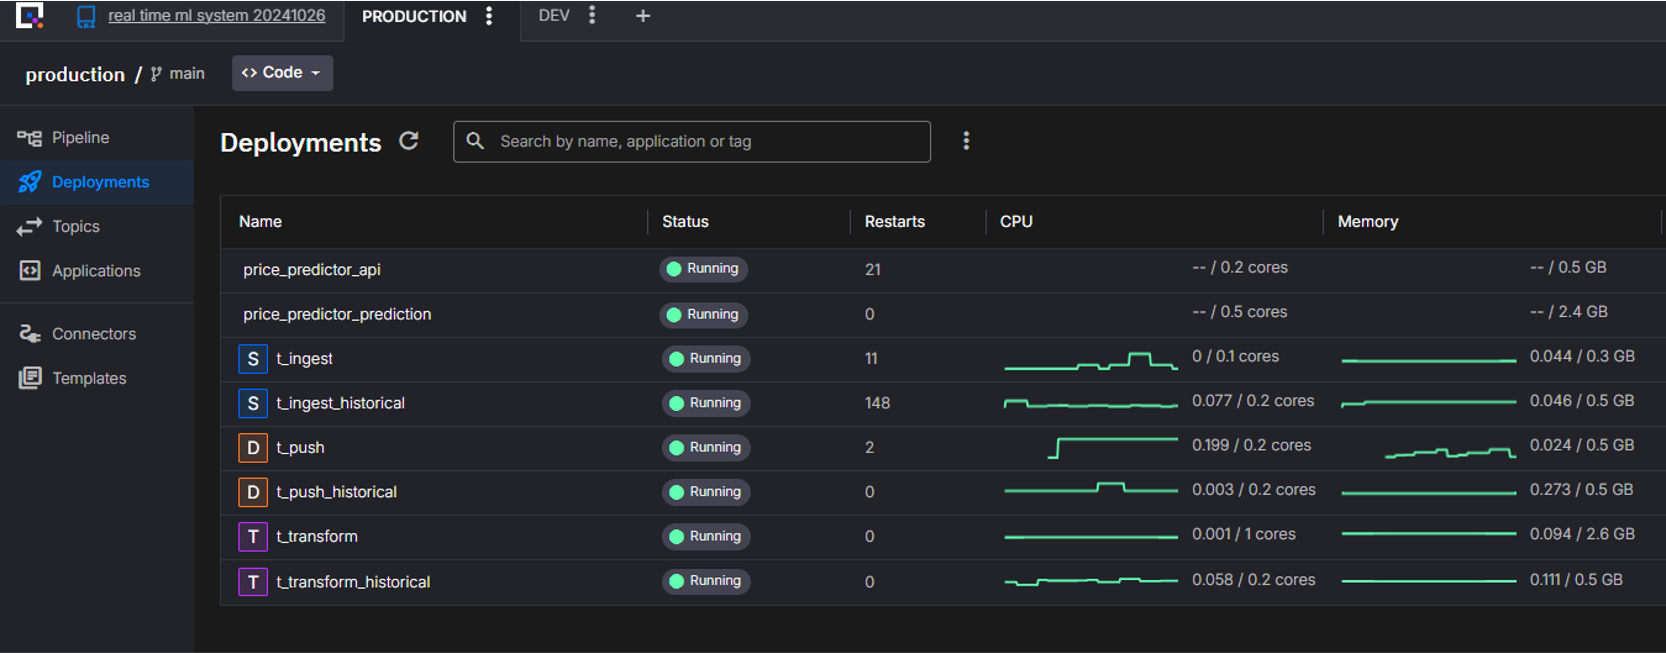 real time ml system 20241026 PRODUCTION DEV +
production / main <> Code
Pipeline
Deployments
Topics
Applications
Connectors
Templates
Deployments Search by name, application or tag
Name Status Restarts CPU Memory
price_predictor_api Running 21 -- / 0.2 cores -- / 0.5 GB
price_predictor_prediction Running 0 -- / 0.5 cores -- / 2.4 GB
S t_ingest Running 11 0 / 0.1 cores 0.044 / 0.3 GB
S t_ingest_historical Running 148 0.077 / 0.2 cores 0.046 / 0.5 GB
D t_push Running 2 0.199 / 0.2 cores 0.024 / 0.5 GB
D t_push_historical Running 0 0.003 / 0.2 cores 0.273 / 0.5 GB
T t_transform Running 0 0.001 / 1 cores 0.094 / 2.6 GB
T t_transform_historical Running 0 0.058 / 0.2 cores 0.111 / 0.5 GB